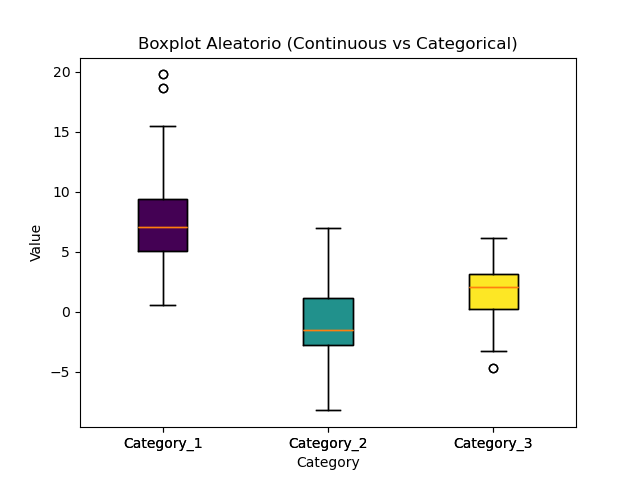 Boxplot Aleatorio (Continuous vs Categorical)
20
15
10
5
0
−5
Value
Category_1
Category_2
Category_3
Category